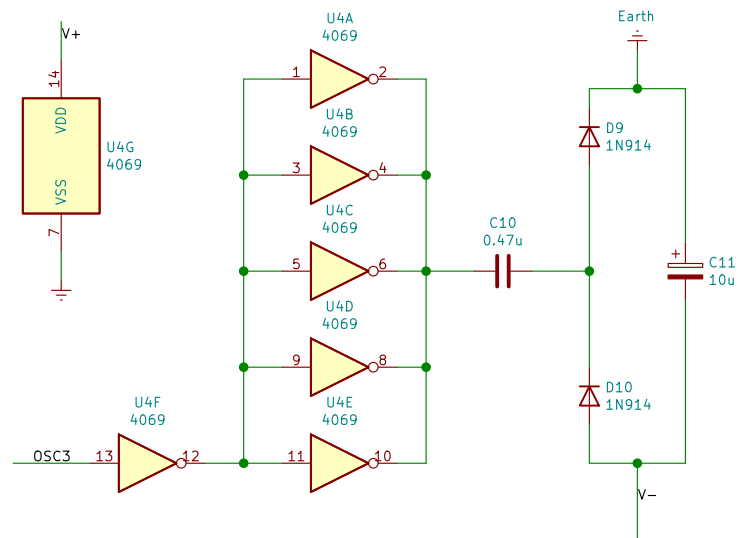 V+
14
VDD
U4G
4069
VSS
7
U4A
4069
1
2
U4B
4069
3
4
U4C
4069
5
6
U4D
4069
9
8
U4F
4069
OSC3
13
12
U4E
4069
11
10
C10
0.47u
Earth
D9
1N914
+
C11
10u
D10
1N914
V-